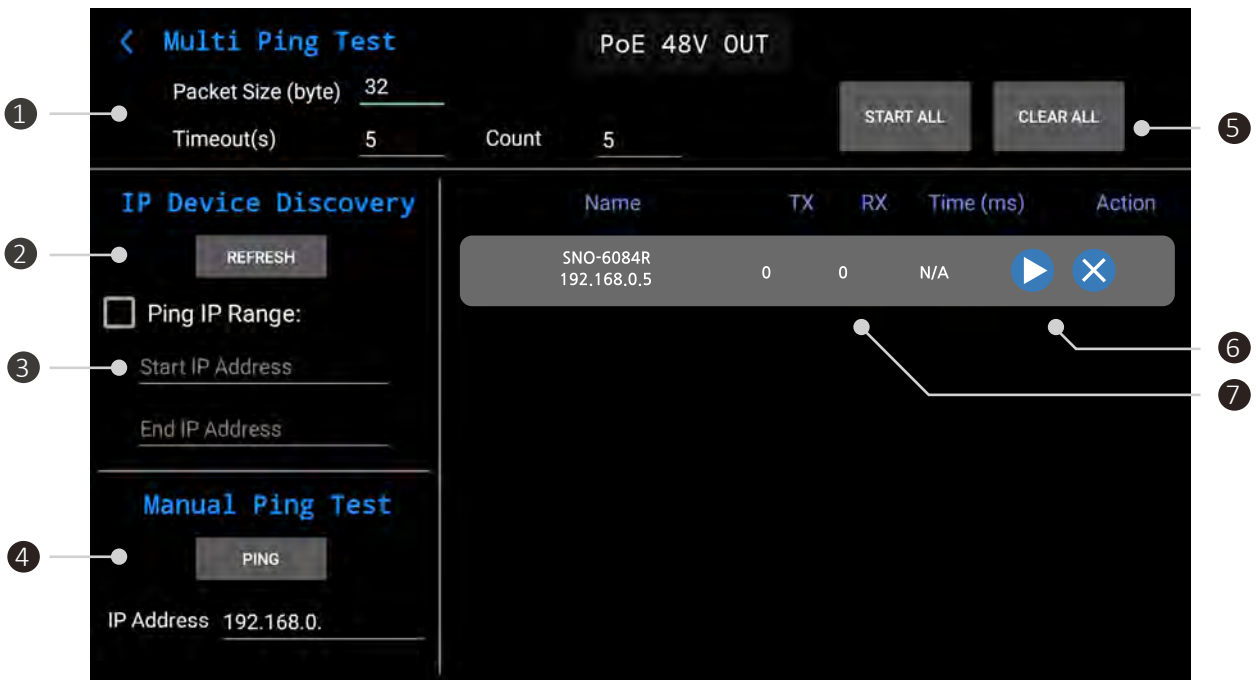 Multi Ping Test
PoE 48V OUT
Packet Size (byte) 32
Timeout(s) 5 Count 5
START ALL
CLEAR ALL
1
5
IP Device Discovery
REFRESH
2
Ping IP Range:
3
Start IP Address
End IP Address
Manual Ping Test
4
PING
IP Address 192.168.0.
Name TX RX Time (ms) Action
SNO-6084R
192.168.0.5
0 0 N/A
6
7